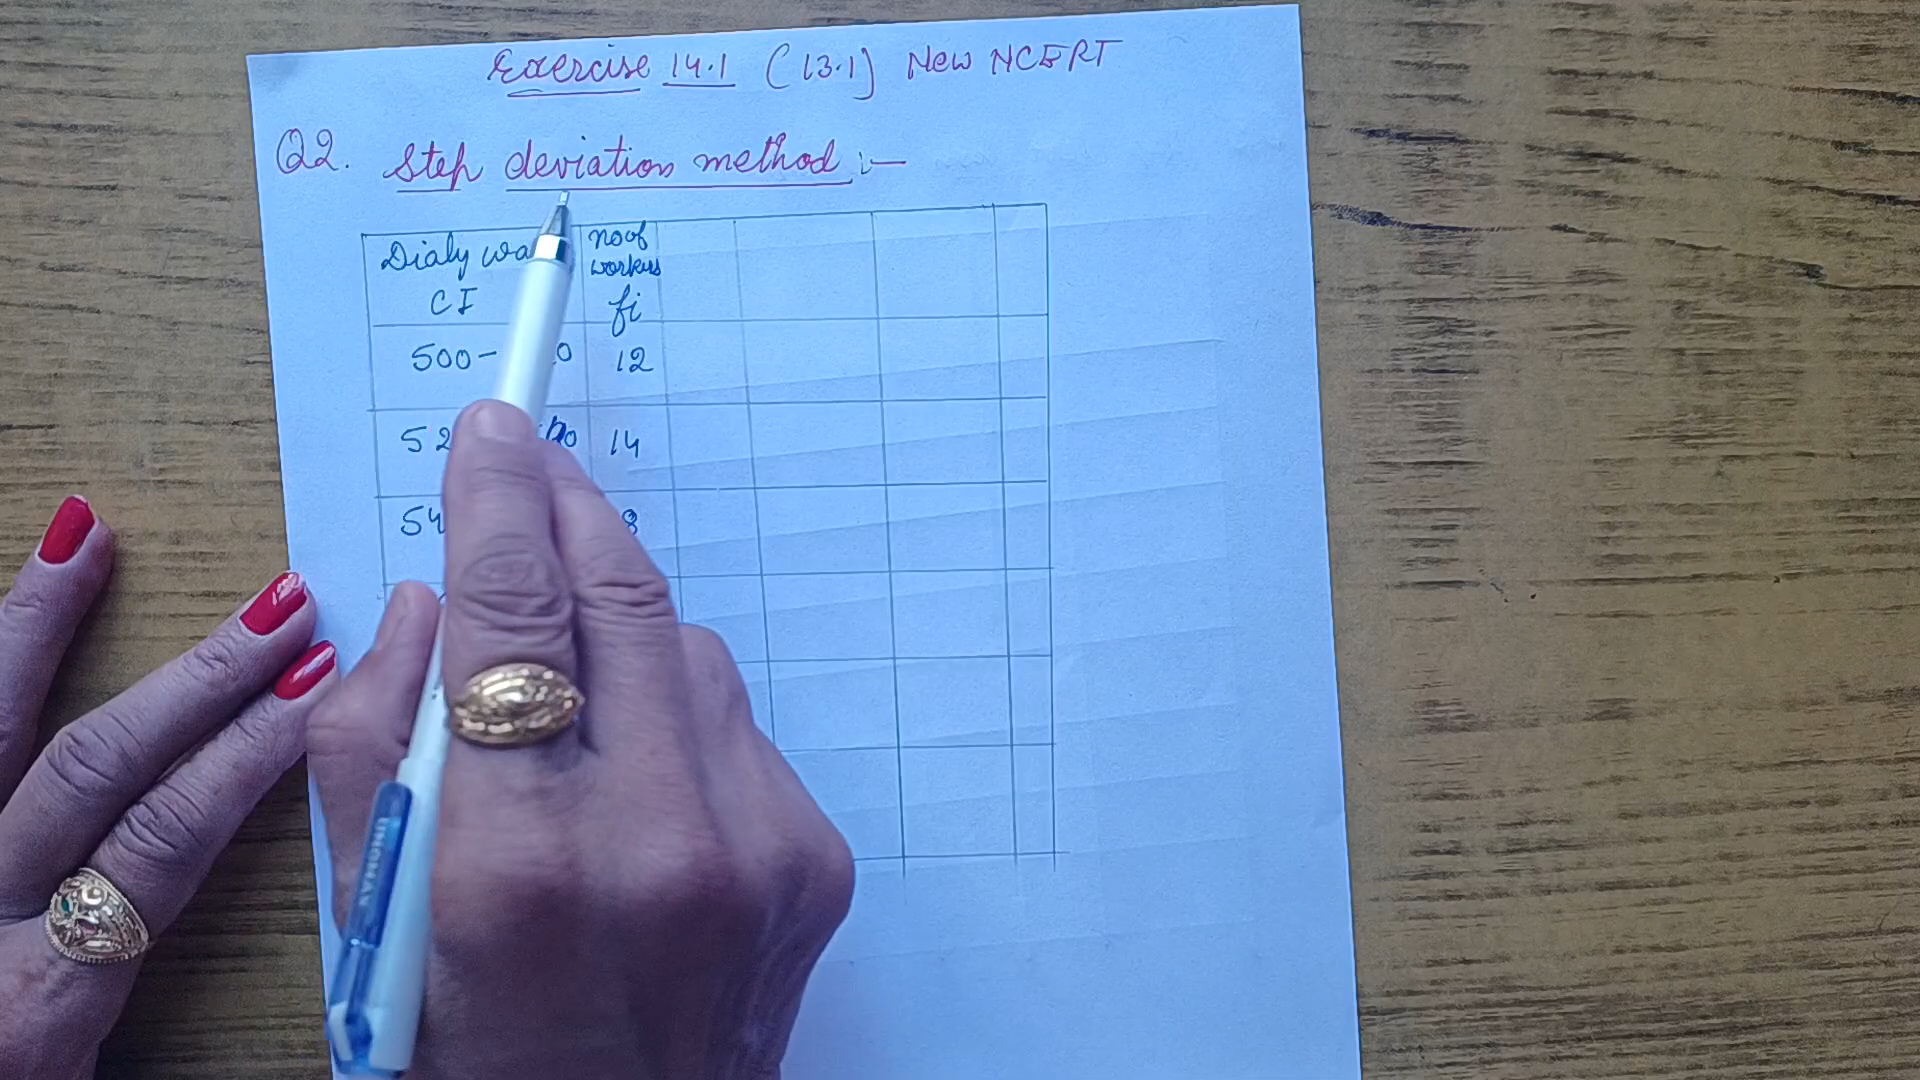 Exercise 14.1 (13.1) New NCERT
Q2. Step deviation method :-
Dialy
no of workers
CI
fi
500-
12
52
14
54
UNOMAX